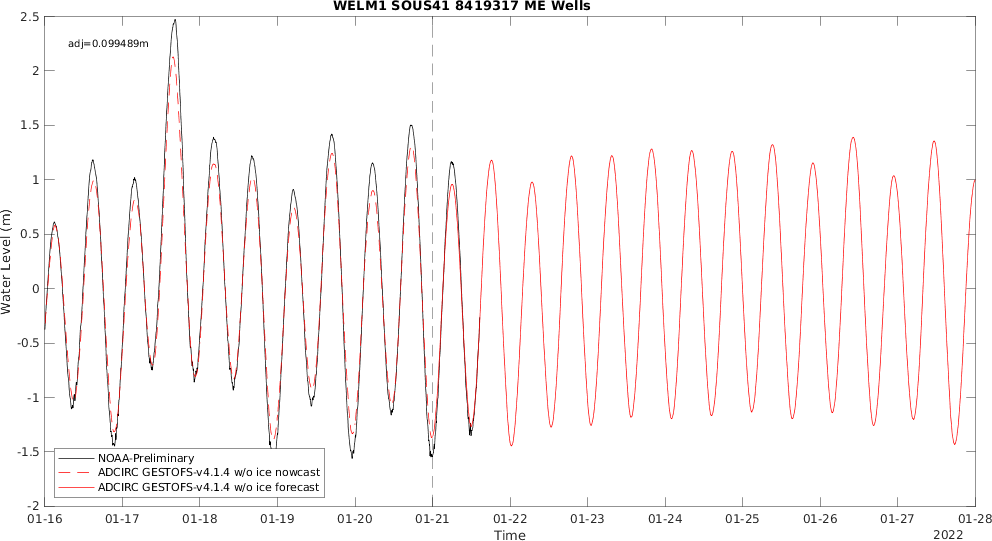 WELM1 SOUS41 8419317 ME Wells
adj=0.099489m
2.5
2
1.5
1
0.5
0
-0.5
-1
-1.5
-2
Water Level (m)
NOAA-Preliminary
ADCIRC GESTOFS-v4.1.4 w/o ice nowcast
ADCIRC GESTOFS-v4.1.4 w/o ice forecast
01-16 01-17 01-18 01-19 01-20 01-21 01-22 01-23 01-24 01-25 01-26 01-27 01-28
Time
2022